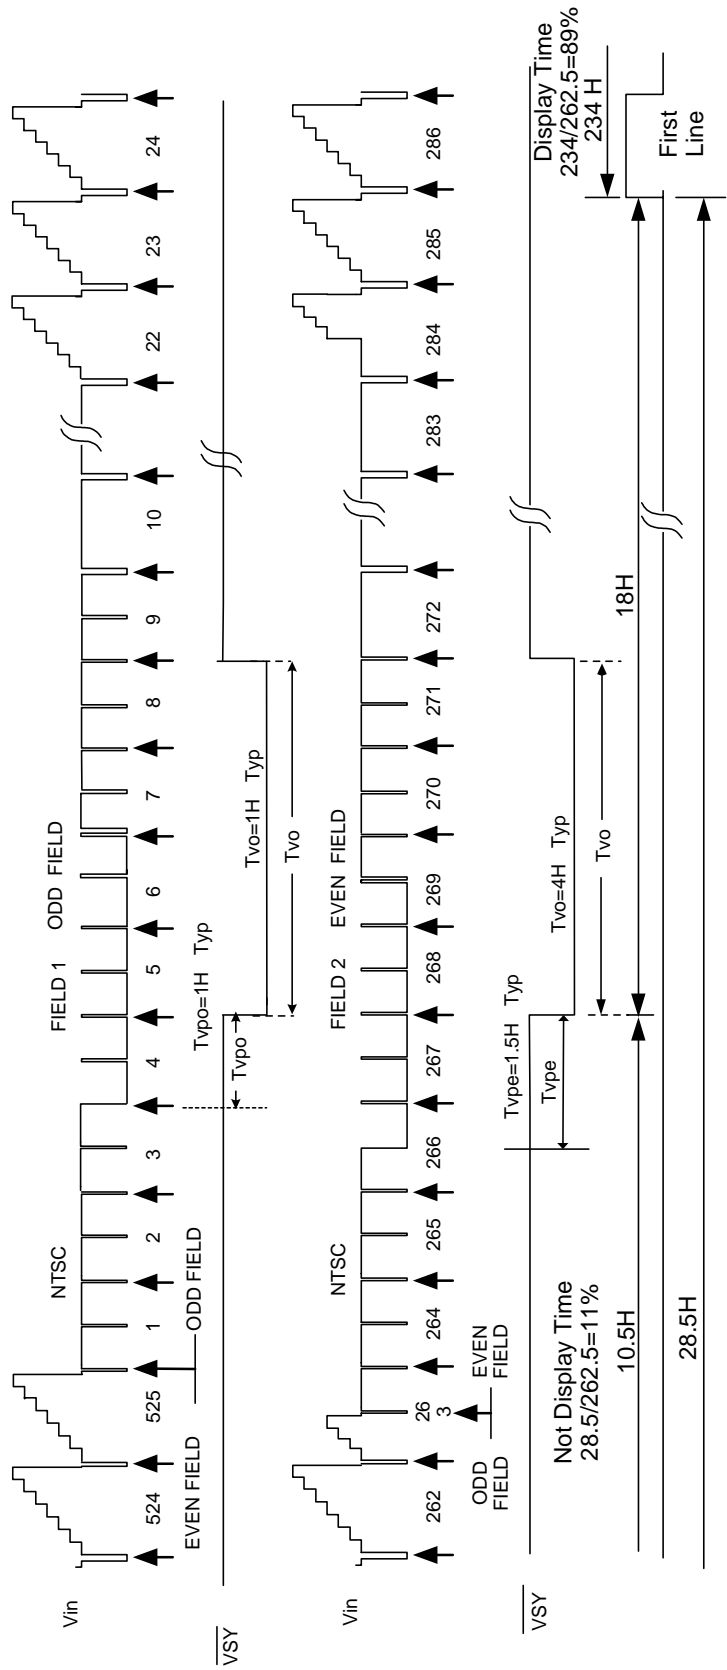 NTSC
FIELD 1 ODD FIELD
Vin
524 525 1 2 3 4 5 6 7 8 9 10 22 23 24
EVEN FIELD ODD FIELD
Tvpo=1H Typ
Tvpo
VSY
Tvo=1H Typ
Tvo
NTSC
FIELD 2 EVEN FIELD
Vin
262 26
3 264 265 266 267 268 269 270 271 272 283 284 285 286
ODD
FIELD
EVEN
FIELD
Tvpe=1.5H Typ
Tvpe
VSY
Tvo=4H Typ
Tvo
Display Time
234/262.5=89%
234 H
Not Display Time
28.5/262.5=11%
10.5H
18H
First
Line
28.5H